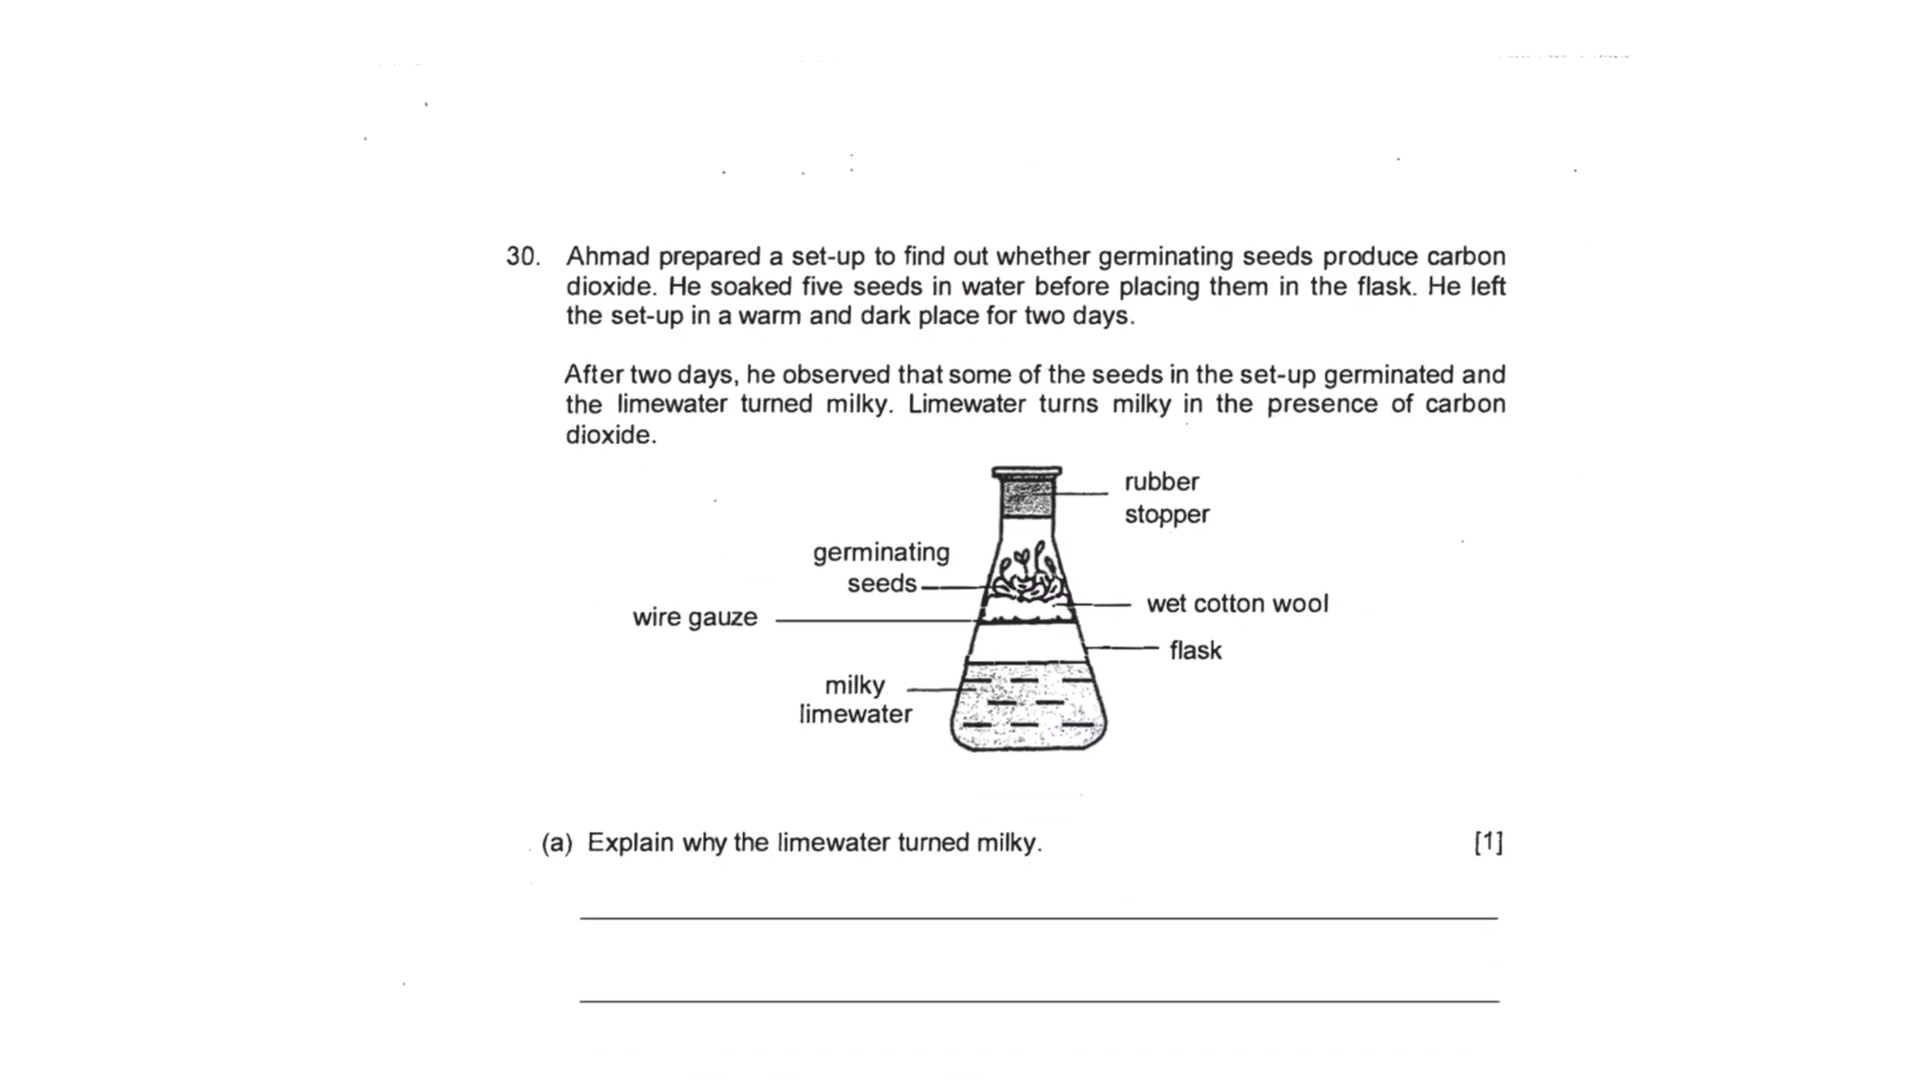 30. Ahmad prepared a set-up to find out whether germinating seeds produce carbon
dioxide. He soaked five seeds in water before placing them in the flask. He left
the set-up in a warm and dark place for two days.
After two days, he observed that some of the seeds in the set-up germinated and
the limewater turned milky. Limewater turns milky in the presence of carbon
dioxide.
rubber
stopper
germinating
seeds
wet cotton wool
wire gauze
flask
milky
limewater
(a) Explain why the limewater turned milky. [1]